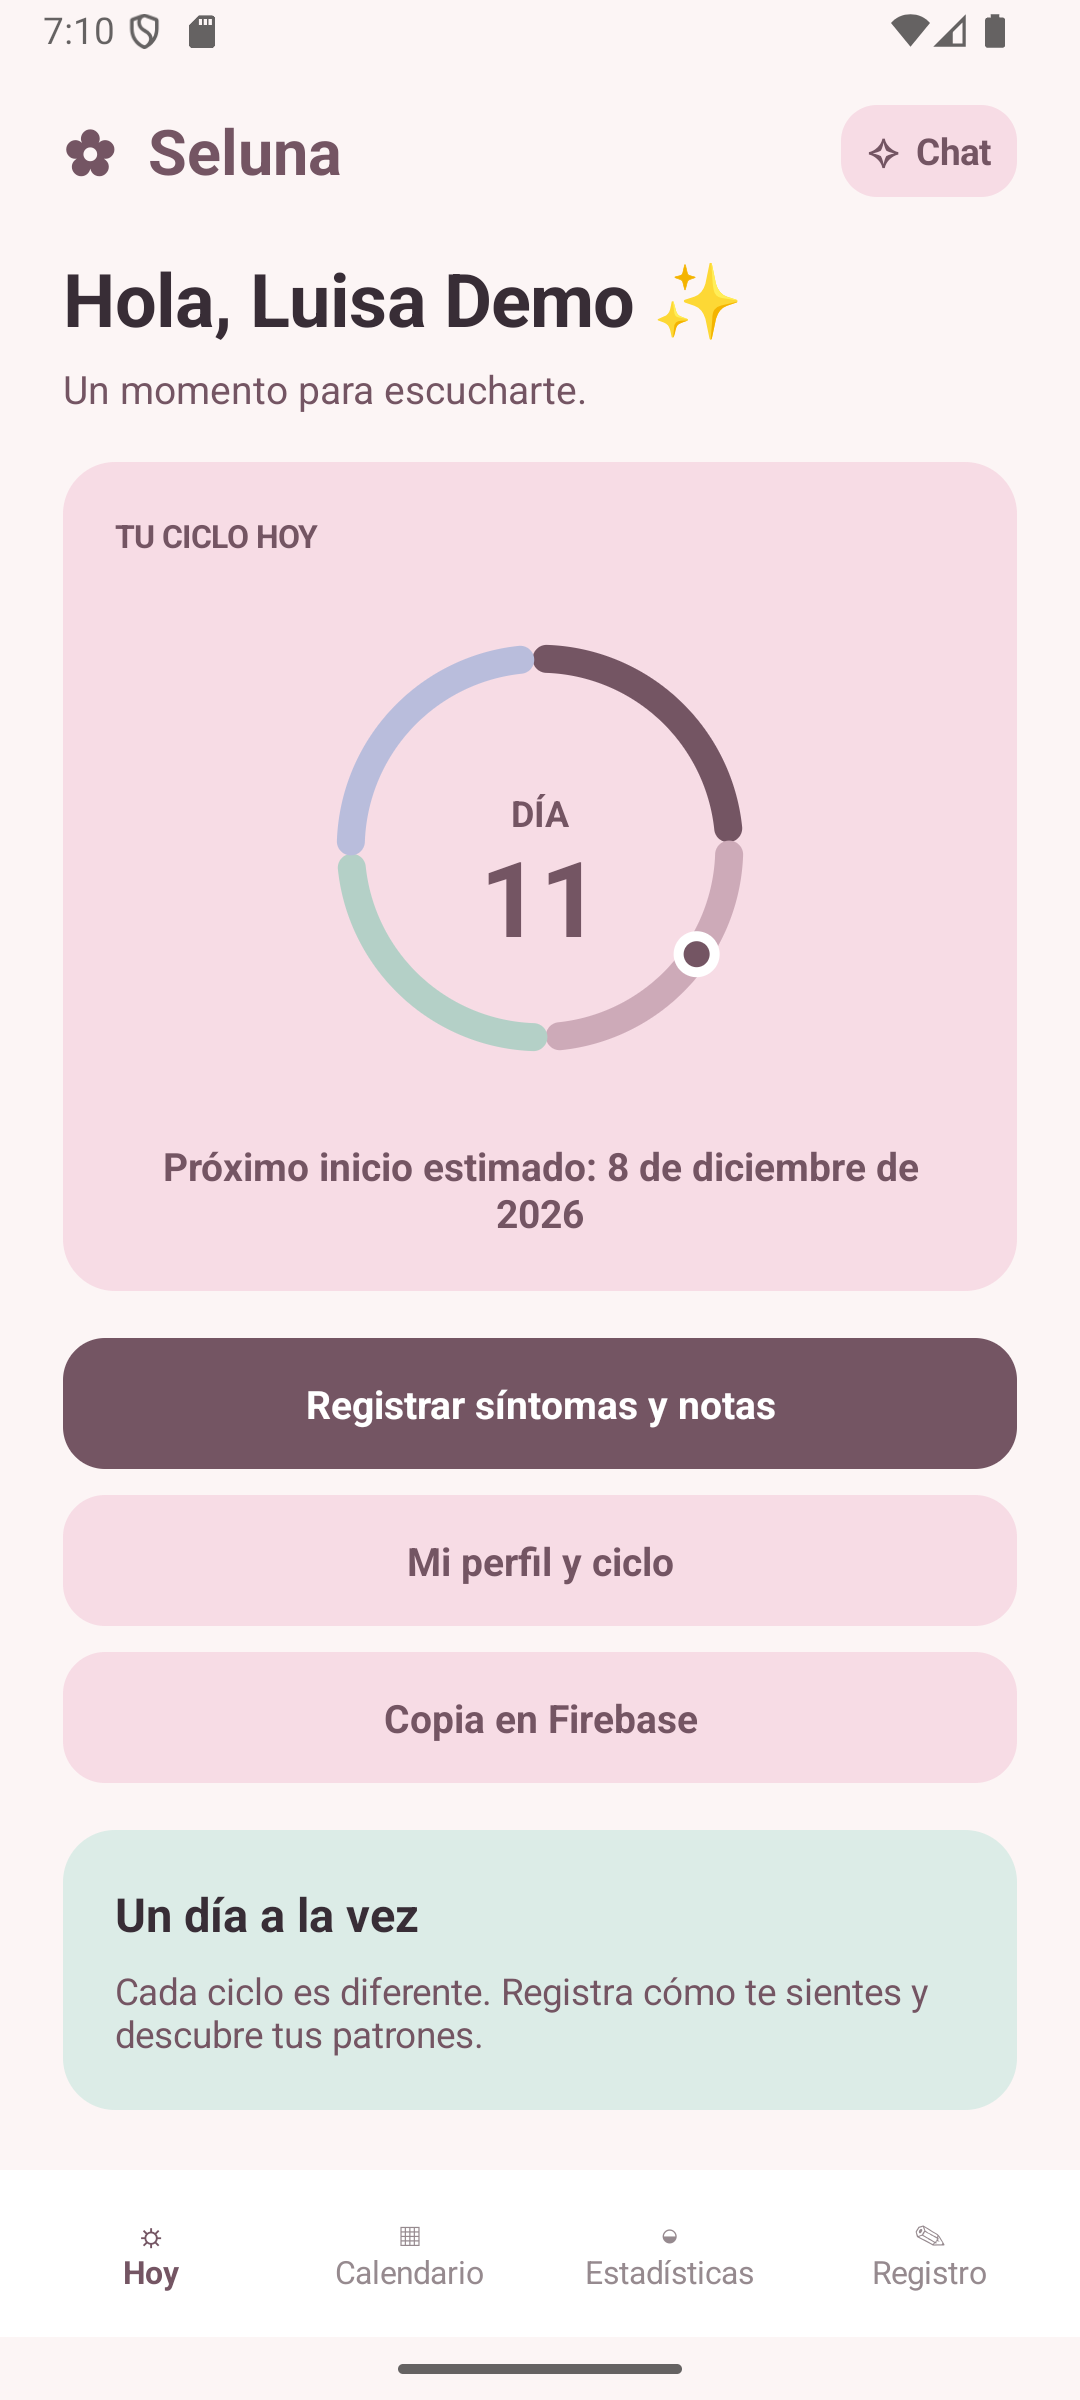 7:10
Seluna
Chat
Hola, Luisa Demo ✨
Un momento para escucharte.
TU CICLO HOY
DÍA
11
Próximo inicio estimado: 8 de diciembre de
2026
Registrar síntomas y notas
Mi perfil y ciclo
Copia en Firebase
Un día a la vez
Cada ciclo es diferente. Registra cómo te sientes y
descubre tus patrones.
Hoy
Calendario
Estadísticas
Registro